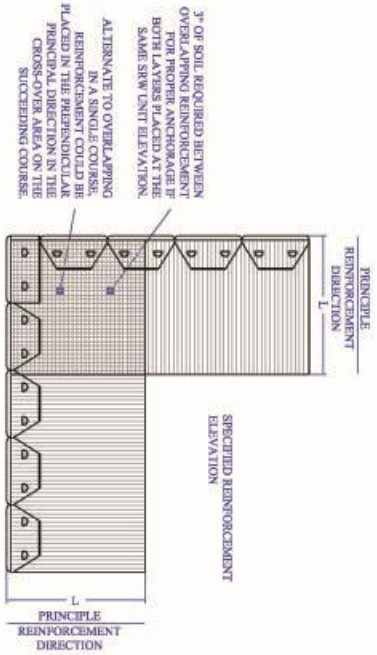 3" OF SOIL REQUIRED BETWEEN
OVERLAPPING REINFORCEMENT
FOR PROPER ANCHORAGE IF
BOTH LAYERS PLACED AT THE
SAME SRW UNIT ELEVATION.
ALTERNATE TO OVERLAPPING
IN A SINGLE COURSE,
REINFORCEMENT COULD BE
PLACED IN THE PREPENDICULAR
PRINCIPAL DIRECTION IN THE
CROSS-OVER AREA ON THE
SUCCEEDING COURSE.
PRINCIPLE
REINFORCEMENT
DIRECTION
L
SPECIFIED REINFORCEMENT
ELEVATION
L
PRINCIPLE
REINFORCEMENT
DIRECTION